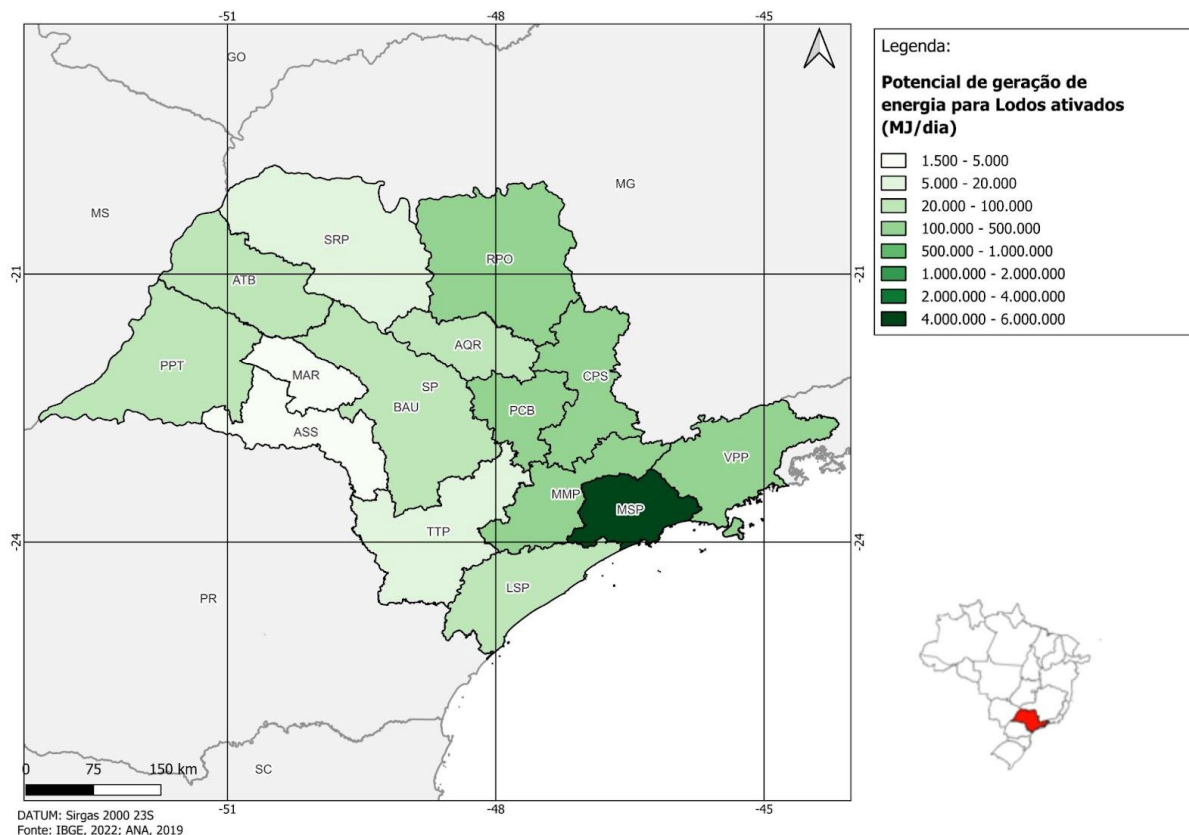 -51
-48
-45
GO
MG
MS
SRP
RPO
-21
-21
ATB
AQR
PPT
MAR
SP
CPS
BAU
PCB
ASS
VPP
MMP
MSP
TTP
-24
-24
LSP
PR
SC
0 75 150 km
-51
-48
-45
DATUM: Sirgas 2000 23S
Fonte: IBGE, 2022; ANA, 2019
Legenda:
Potencial de geração de
energia para Lodos ativados
(MJ/dia)
1.500 - 5.000
5.000 - 20.000
20.000 - 100.000
100.000 - 500.000
500.000 - 1.000.000
1.000.000 - 2.000.000
2.000.000 - 4.000.000
4.000.000 - 6.000.000